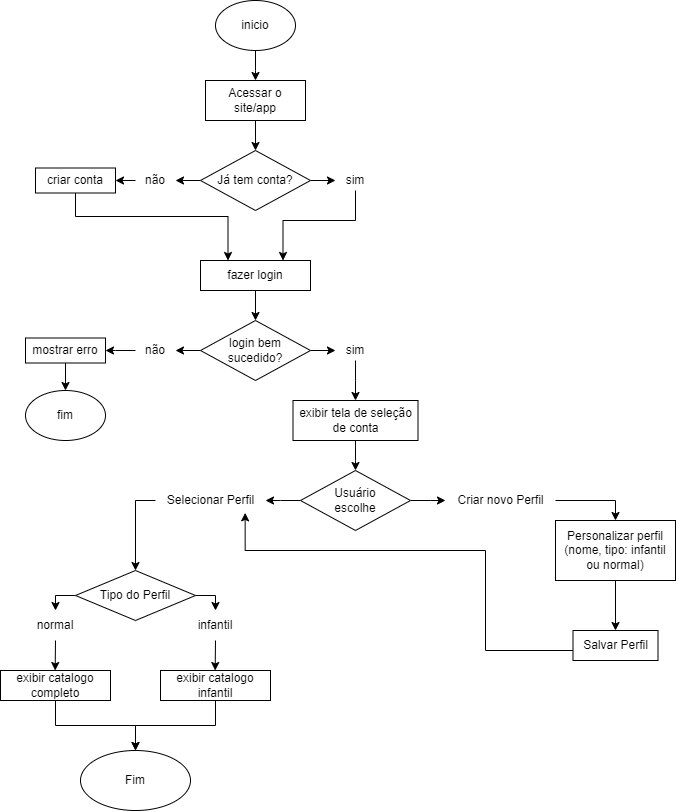 inicio
Acessar o
site/app
criar conta
não
Já tem conta?
sim
fazer login
mostrar erro
não
login bem
sucedido?
sim
fim
exibir tela de seleção
de conta
Selecionar Perfil
Usuário
escolhe
Criar novo Perfil
Personalizar perfil
(nome, tipo: infantil
ou normal)
Tipo do Perfil
normal
infantil
Salvar Perfil
exibir catalogo
completo
exibir catalogo
infantil
Fim